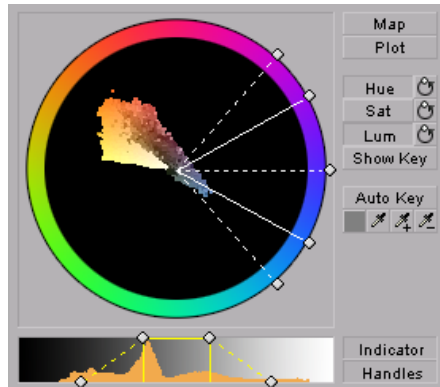 Map
Plot
Hue
Sat
Lum
Show Key
Auto Key
Indicator
Handles